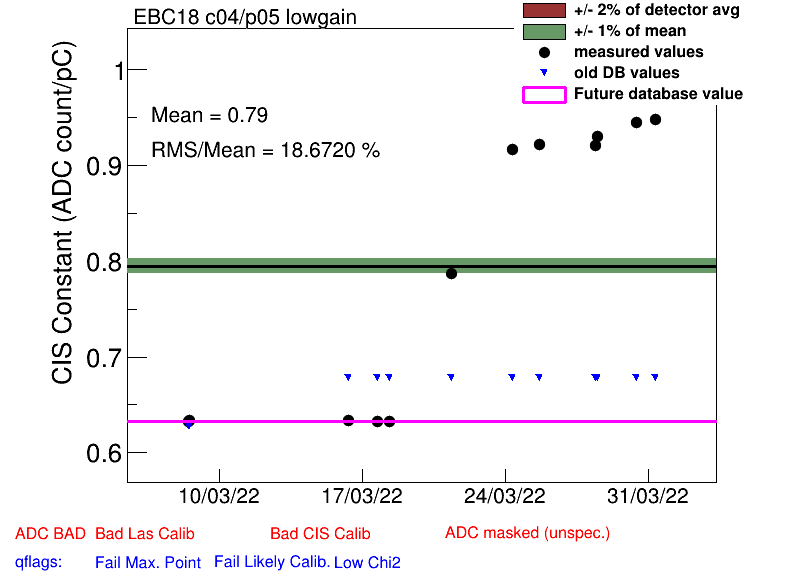 EBC18 c04/p05 lowgain
+/- 2% of detector avg
+/- 1% of mean
measured values
old DB values
Future database value
Mean = 0.79
RMS/Mean = 18.6720 %
CIS Constant (ADC count/pC)
1
0.9
0.8
0.7
0.6
10/03/22 17/03/22 24/03/22 31/03/22
ADC BAD Bad Las Calib Bad CIS Calib ADC masked (unspec.)
qflags: Fail Max. Point Fail Likely Calib. Low Chi2